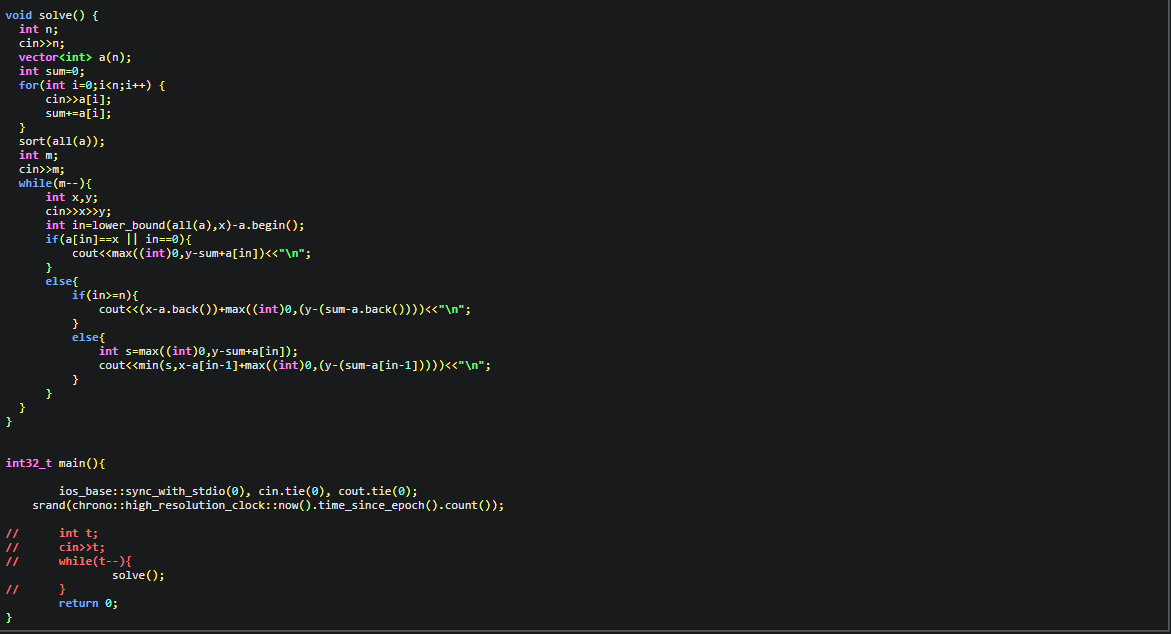 void solve() {
  int n;
  cin>>n;
  vector<int> a(n);
  int sum=0;
  for(int i=0;i<n;i++) {
      cin>>a[i];
      sum+=a[i];
  }
  sort(all(a));
  int m;
  cin>>m;
  while(m--){
      int x,y;
      cin>>x>>y;
      int in=lower_bound(all(a),x)-a.begin();
      if(a[in]==x || in==0){
          cout<<max((int)0,y-sum+a[in])<<"\n";
      }
      else{
          if(in>=n){
              cout<<(x-a.back())+max((int)0,(y-(sum-a.back())))<<"\n";
          }
          else{
              int s=max((int)0,y-sum+a[in]);
              cout<<min(s,x-a[in-1]+max((int)0,(y-(sum-a[in-1]))))<<"\n";
          }
      }
  }
}
int32_t main(){
        ios_base::sync_with_stdio(0), cin.tie(0), cout.tie(0);
    srand(chrono::high_resolution_clock::now().time_since_epoch().count());
//      int t;
//      cin>>t;
//      while(t--){
                solve();
//      }
        return 0;
}